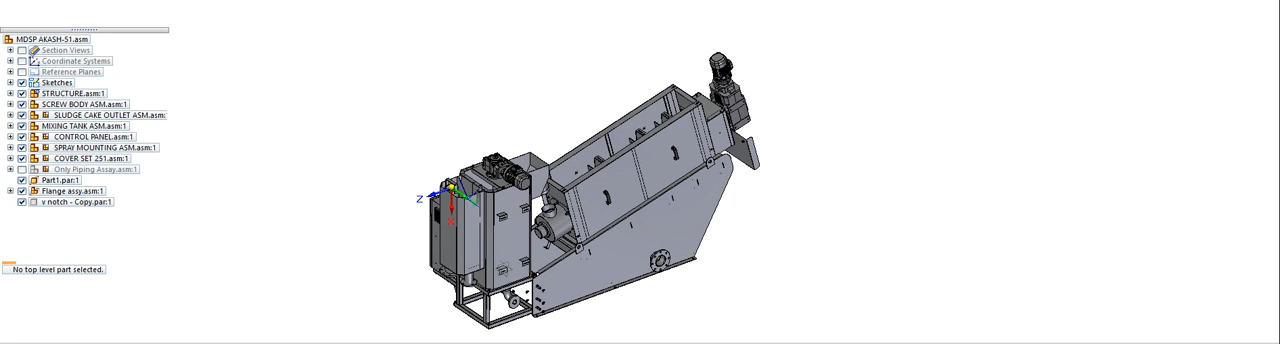 MDSP AKASH-51.asm
Section Views
Coordinate Systems
Reference Planes
Sketches
STRUCTURE.asm:1
SCREW BODY ASM.asm:1
SLUDGE CAKE OUTLET ASM.asm:
MIXING TANK ASM.asm:1
CONTROL PANEL.asm:1
SPRAY MOUNTING ASM.asm:1
COVER SET 251.asm:1
Only Piping Assay.asm:1
Part1.par:1
Flange assy.asm:1
v notch - Copy.par:1
No top level part selected.
Z
X